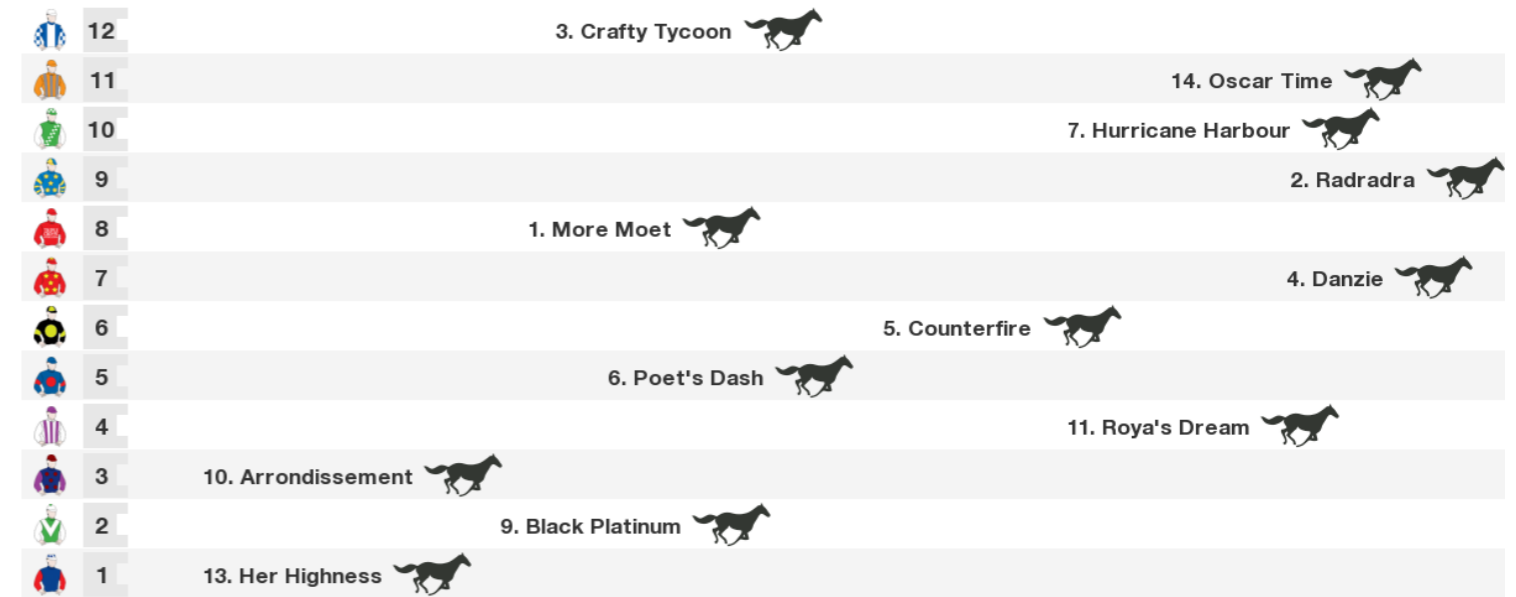 12 3. Crafty Tycoon
11 14. Oscar Time
10 7. Hurricane Harbour
9 2. Radradra
8 1. More Moet
7 4. Danzie
6 5. Counterfire
5 6. Poet's Dash
4 11. Roya's Dream
3 10. Arrondissement
2 9. Black Platinum
1 13. Her Highness